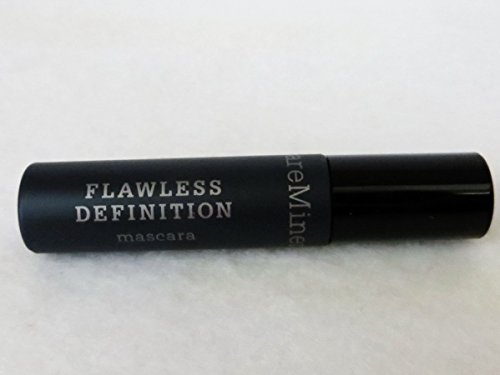 FLAWLESS
DEFINITION
mascara
areMine